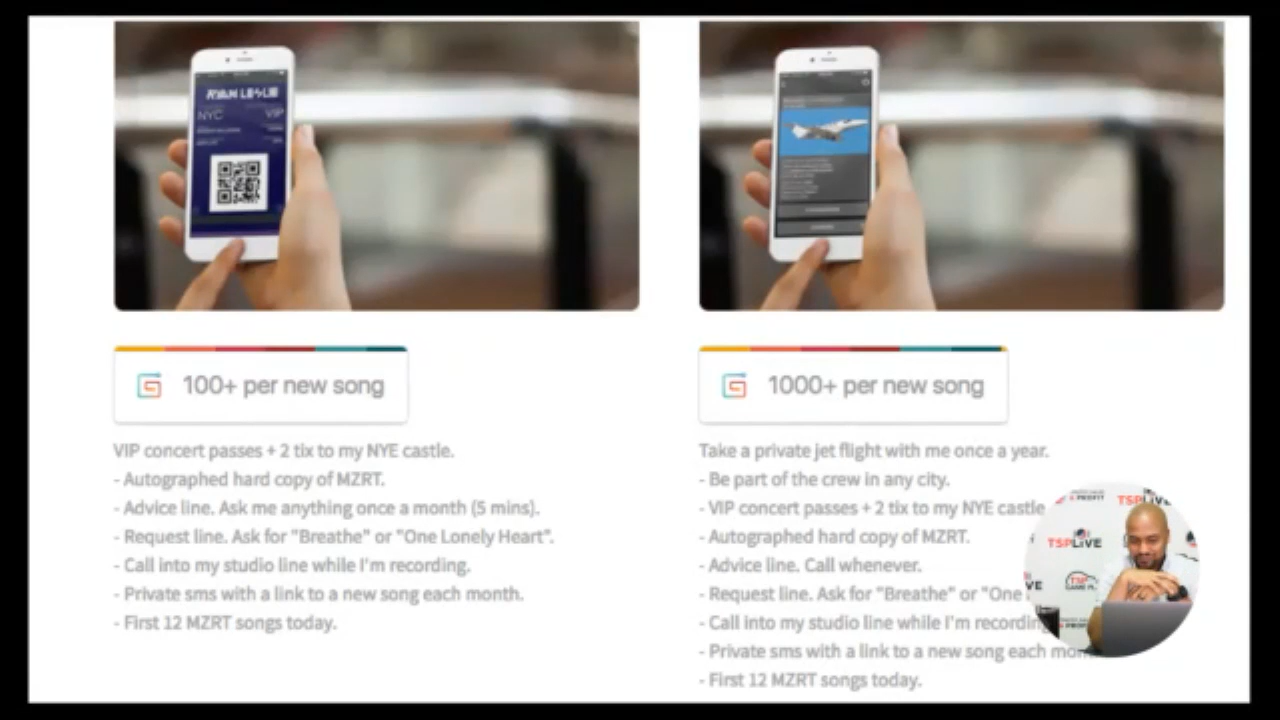 RYAN LESLIE
NYC VIP
100+ per new song
VIP concert passes + 2 tix to my NYE castle.
- Autographed hard copy of MZRT.
- Advice line. Ask me anything once a month (5 mins).
- Request line. Ask for "Breathe" or "One Lonely Heart".
- Call into my studio line while I'm recording.
- Private sms with a link to a new song each month.
- First 12 MZRT songs today.
1000+ per new song
Take a private jet flight with me once a year.
- Be part of the crew in any city.
- VIP concert passes + 2 tix to my NYE castle
- Autographed hard copy of MZRT.
- Advice line. Call whenever.
- Request line. Ask for "Breathe" or "One
- Call into my studio line while I'm recording
- Private sms with a link to a new song each
- First 12 MZRT songs today.
& PROFIT
TSPLIVE
TSP